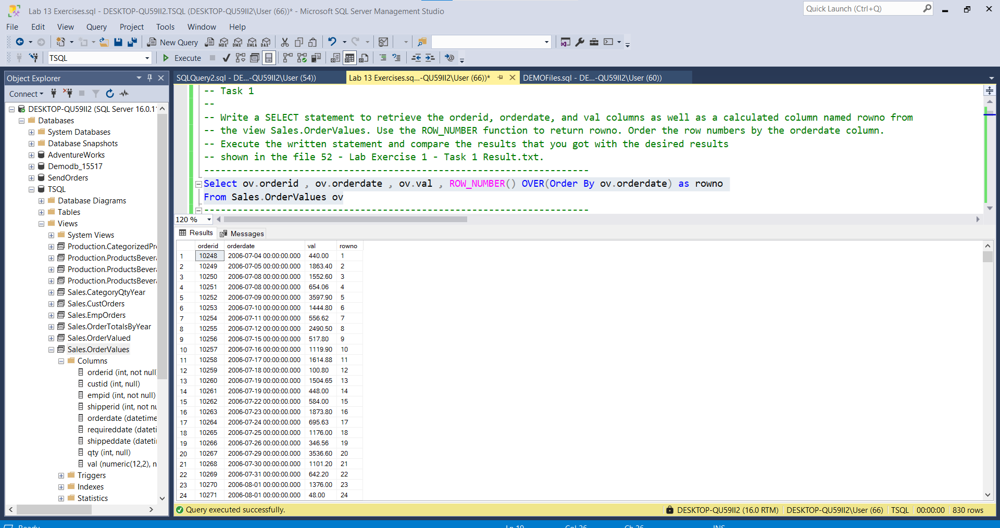 Lab 13 Exercises.sql - DESKTOP-QU59II2.TSQL (DESKTOP-QU59II2\User (66))* - Microsoft SQL Server Management Studio
Quick Launch (Ctrl+Q)
File Edit View Query Project Tools Window Help
New Query
MDX DMX XMLA DAX
TSQL
Execute
Object Explorer
Connect
DESKTOP-QU59II2 (SQL Server 16.0.1
Databases
System Databases
Database Snapshots
AdventureWorks
Demodb_15517
SendOrders
TSQL
Database Diagrams
Tables
Views
System Views
Production.CategorizedPr
Production.ProductsBever
Production.ProductsBever
Production.ProductsBever
Sales.CategoryQtyYear
Sales.CustOrders
Sales.EmpOrders
Sales.OrderTotalsByYear
Sales.OrderValued
Sales.OrderValues
Columns
orderid (int, not null
custid (int, null)
empid (int, not null)
shipperid (int, not nu
orderdate (datetime
requireddate (dateti
shippeddate (dateti
qty (int, null)
val (numeric(12,2), n
Triggers
Indexes
Statistics
SQLQuery2.sql - DE...-QU59II2\User (54))
Lab 13 Exercises.sq...-QU59II2\User (66))*
DEMOFiles.sql - DE...-QU59II2\User (60))
-- Task 1
--
-- Write a SELECT statement to retrieve the orderid, orderdate, and val columns as well as a calculated column named rowno from
-- the view Sales.OrderValues. Use the ROW_NUMBER function to return rowno. Order the row numbers by the orderdate column.
-- Execute the written statement and compare the results that you got with the desired results
-- shown in the file 52 - Lab Exercise 1 - Task 1 Result.txt.
---------------------------------------------------------------------
Select ov.orderid , ov.orderdate , ov.val , ROW_NUMBER() OVER(Order By ov.orderdate) as rowno
From Sales.OrderValues ov
---------------------------------------------------------------------
120 %
Results Messages
orderid orderdate val rowno
1 10248 2006-07-04 00:00:00.000 440.00 1
2 10249 2006-07-05 00:00:00.000 1863.40 2
3 10250 2006-07-08 00:00:00.000 1552.60 3
4 10251 2006-07-08 00:00:00.000 654.06 4
5 10252 2006-07-09 00:00:00.000 3597.90 5
6 10253 2006-07-10 00:00:00.000 1444.80 6
7 10254 2006-07-11 00:00:00.000 556.62 7
8 10255 2006-07-12 00:00:00.000 2490.50 8
9 10256 2006-07-15 00:00:00.000 517.80 9
10 10257 2006-07-16 00:00:00.000 1119.90 10
11 10258 2006-07-17 00:00:00.000 1614.88 11
12 10259 2006-07-18 00:00:00.000 100.80 12
13 10260 2006-07-19 00:00:00.000 1504.65 13
14 10261 2006-07-19 00:00:00.000 448.00 14
15 10262 2006-07-22 00:00:00.000 584.00 15
16 10263 2006-07-23 00:00:00.000 1873.80 16
17 10264 2006-07-24 00:00:00.000 695.63 17
18 10265 2006-07-25 00:00:00.000 1176.00 18
19 10266 2006-07-26 00:00:00.000 346.56 19
20 10267 2006-07-29 00:00:00.000 3536.60 20
21 10268 2006-07-30 00:00:00.000 1101.20 21
22 10269 2006-07-31 00:00:00.000 642.20 22
23 10270 2006-08-01 00:00:00.000 1376.00 23
24 10271 2006-08-01 00:00:00.000 48.00 24
Query executed successfully.
DESKTOP-QU59II2 (16.0 RTM) DESKTOP-QU59II2\User (66) TSQL 00:00:00 830 rows
Ready Ln 19 Col 26 Ch 26 INS